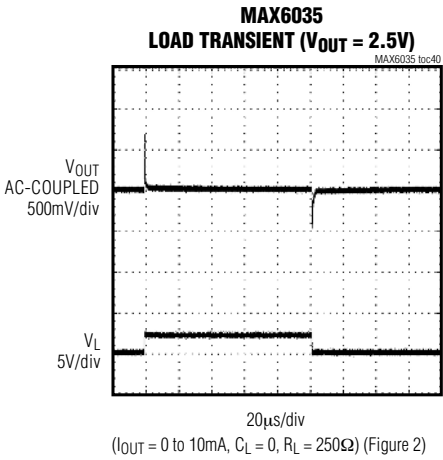 MAX6035
LOAD TRANSIENT (VOUT = 2.5V)
MAX6035 toc40
VOUT
AC-COUPLED
500mV/div
VL
5V/div
20μs/div
(IOUT = 0 to 10mA, CL = 0, RL = 250Ω) (Figure 2)